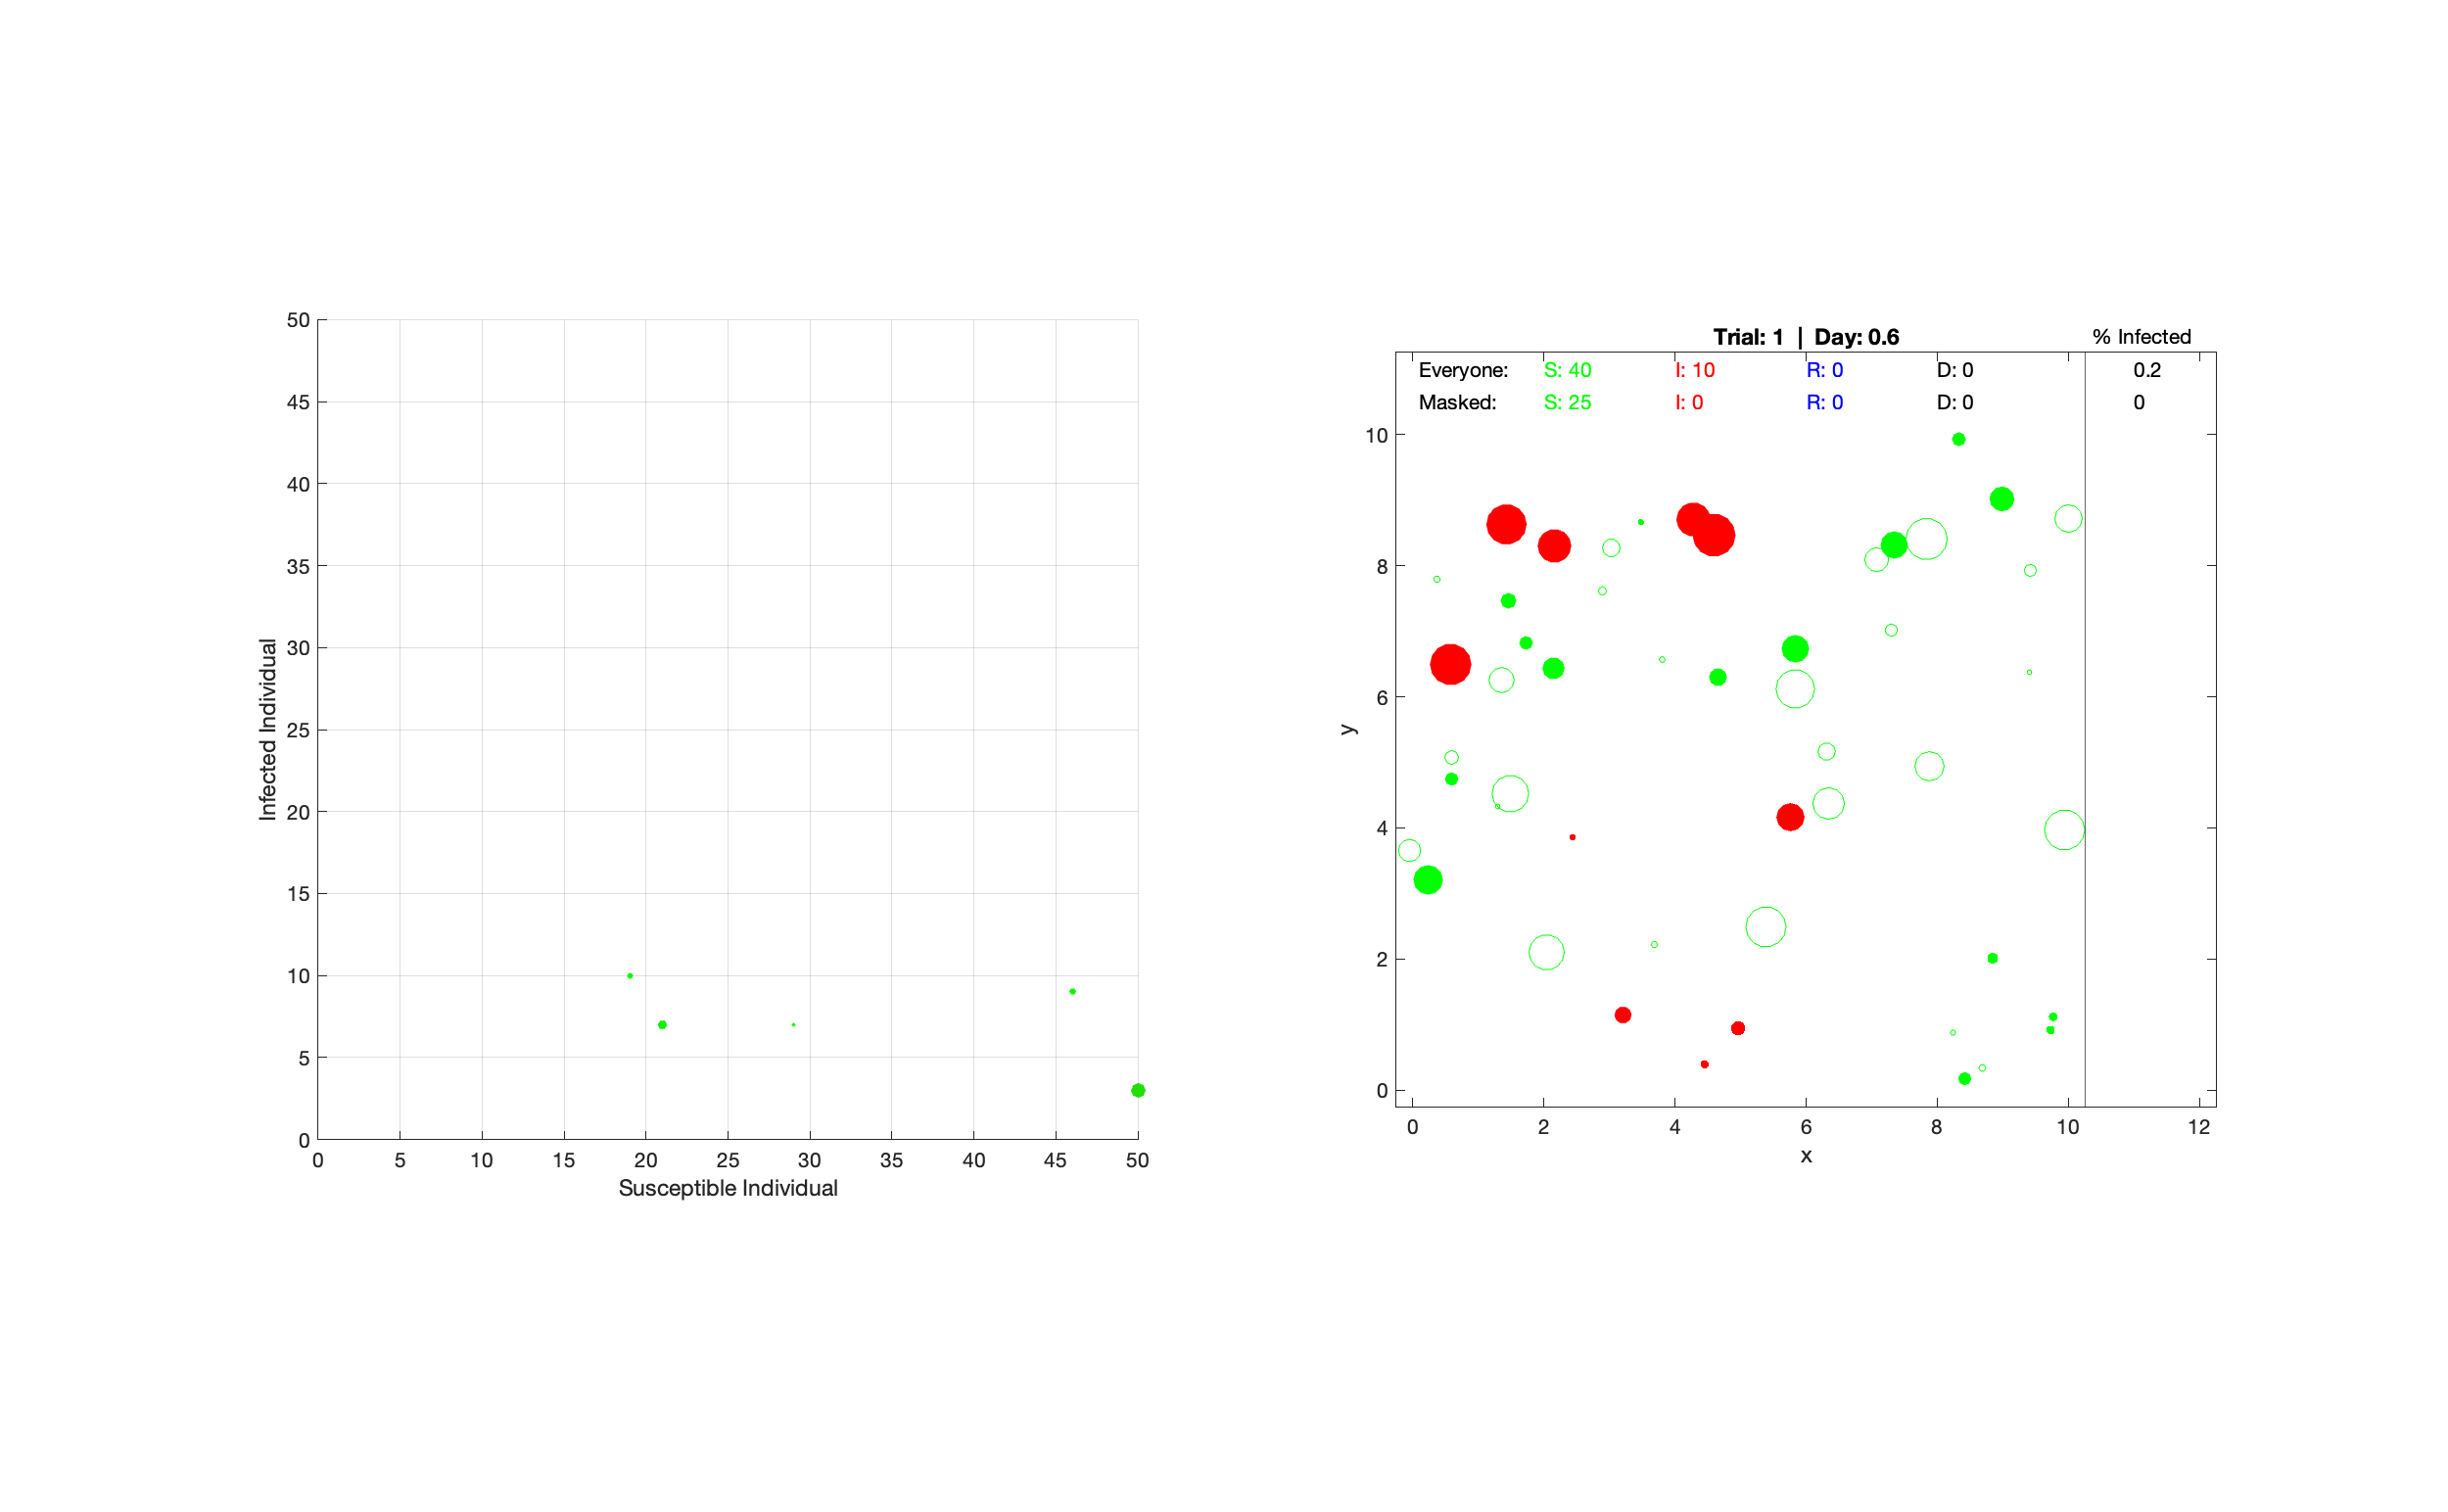 50
45
40
35
30
25
20
15
10
5
0
Infected Individual
0 5 10 15 20 25 30 35 40 45 50
Susceptible Individual
Trial: 1 | Day: 0.6 % Infected
Everyone: S: 40 I: 10 R: 0 D: 0 0.2
Masked: S: 25 I: 0 R: 0 D: 0 0
10
8
6
4
2
0
y
0 2 4 6 8 10 12
x